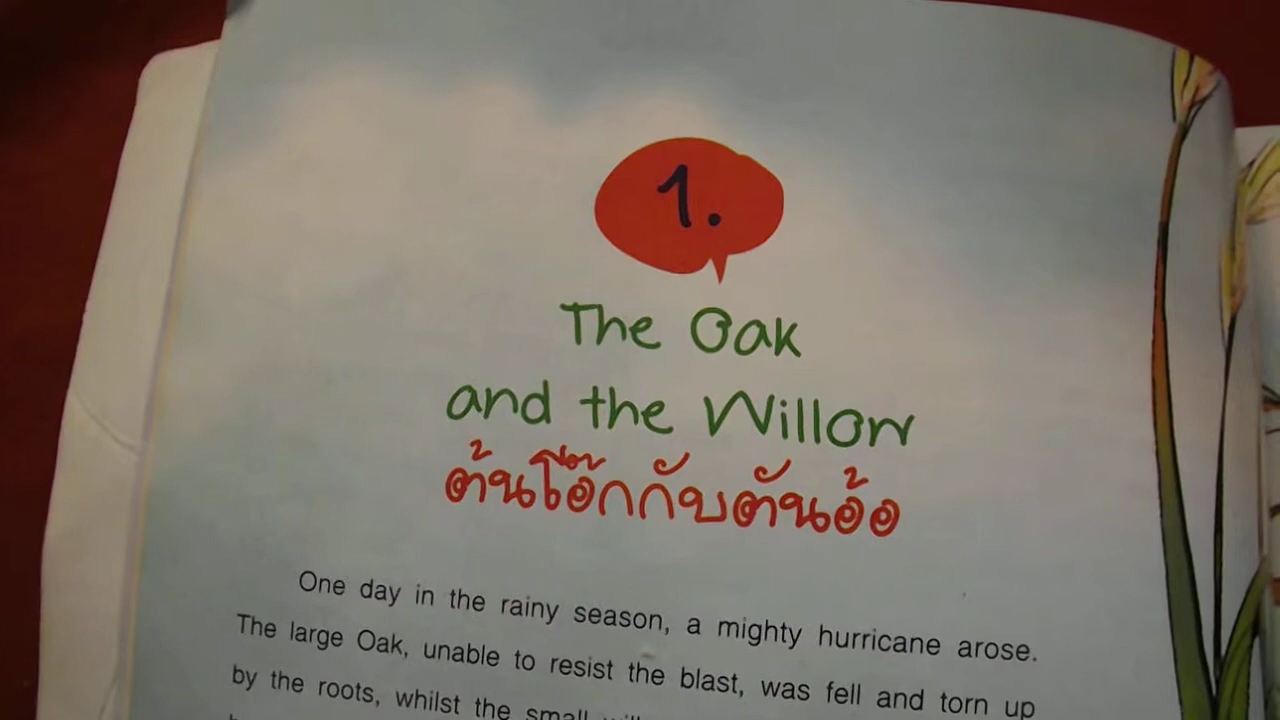 1.
The Oak
and the Willow
ต้นโอ๊กกับต้นอ้อ
One day in the rainy season, a mighty hurricane arose.
The large Oak, unable to resist the blast, was fell and torn up
by the roots, whilst the small